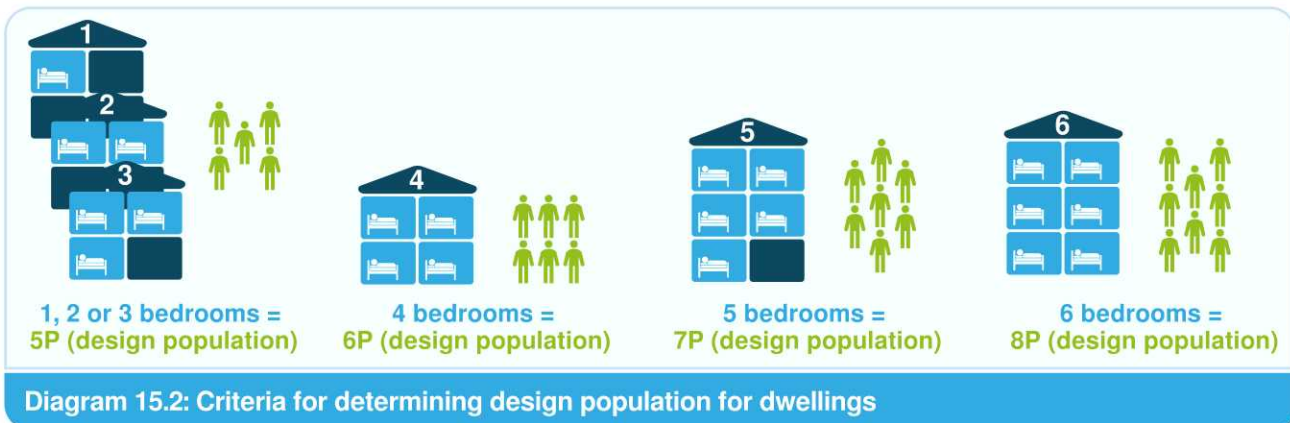 1
2
3
4
5
6
1, 2 or 3 bedrooms =
5P (design population)
4 bedrooms =
6P (design population)
5 bedrooms =
7P (design population)
6 bedrooms =
8P (design population)
Diagram 15.2: Criteria for determining design population for dwellings